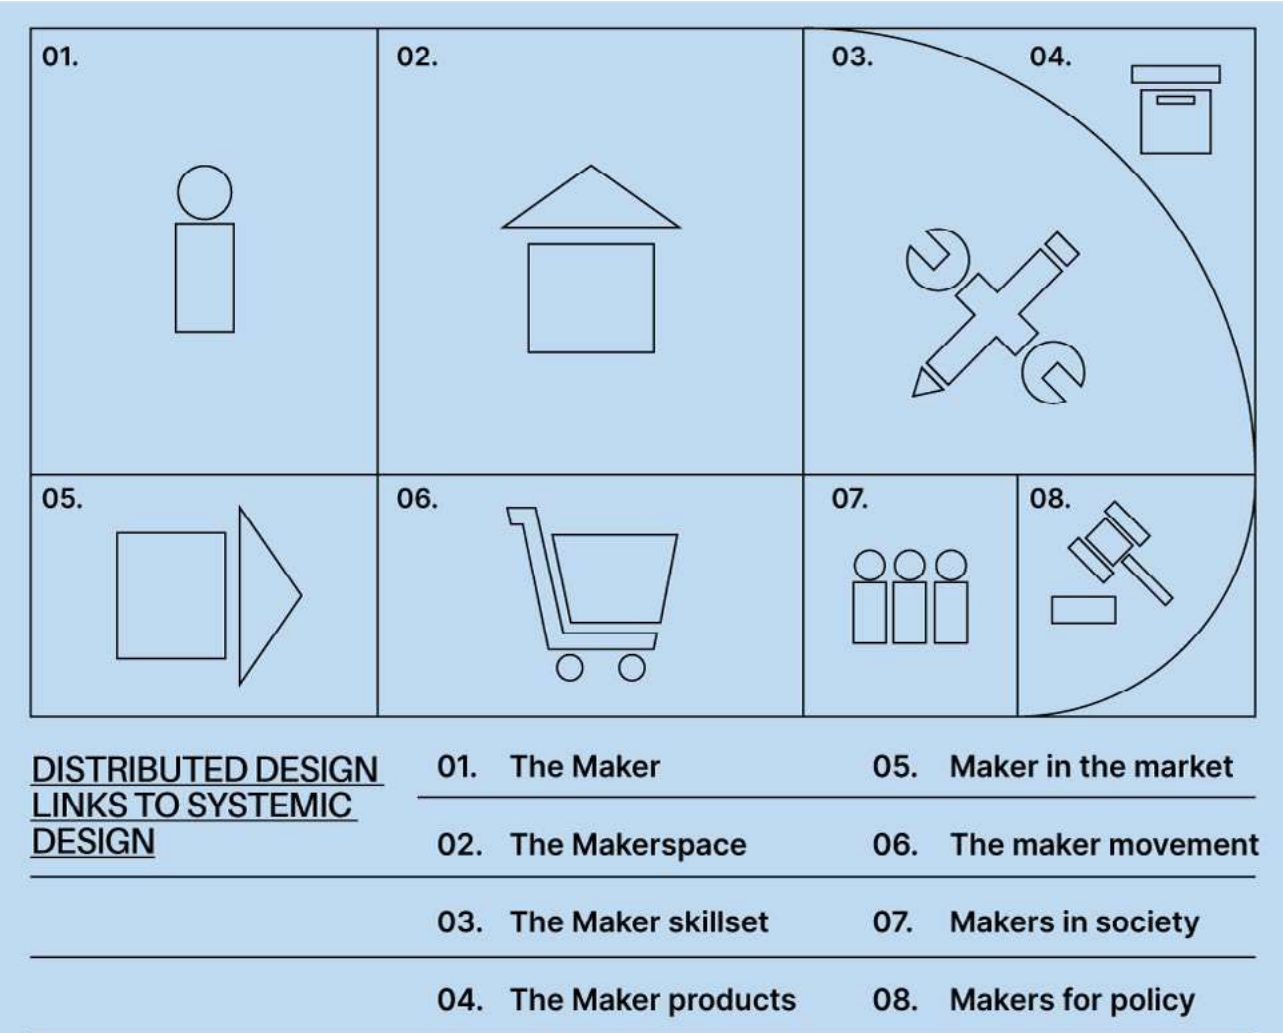 01.
02.
03.
04.
05.
06.
07.
08.
DISTRIBUTED DESIGN
LINKS TO SYSTEMIC
DESIGN
01. The Maker
02. The Makerspace
03. The Maker skillset
04. The Maker products
05. Maker in the market
06. The maker movement
07. Makers in society
08. Makers for policy